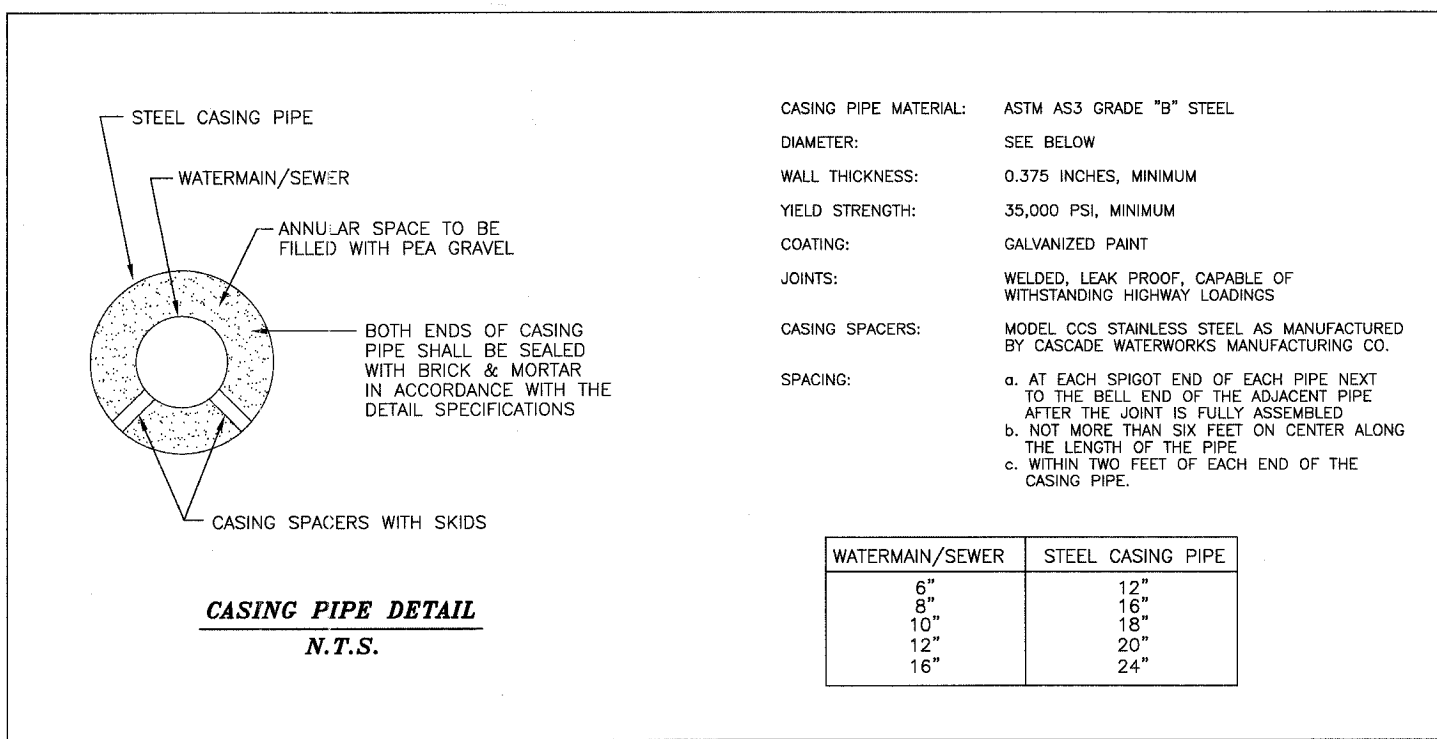 STEEL CASING PIPE
WATERMAIN/SEWER
ANNULAR SPACE TO BE
FILLED WITH PEA GRAVEL
BOTH ENDS OF CASING
PIPE SHALL BE SEALED
WITH BRICK & MORTAR
IN ACCORDANCE WITH THE
DETAIL SPECIFICATIONS
CASING SPACERS WITH SKIDS
CASING PIPE DETAIL
N.T.S.
CASING PIPE MATERIAL: ASTM AS3 GRADE "B" STEEL
DIAMETER: SEE BELOW
WALL THICKNESS: 0.375 INCHES, MINIMUM
YIELD STRENGTH: 35,000 PSI, MINIMUM
COATING: GALVANIZED PAINT
JOINTS: WELDED, LEAK PROOF, CAPABLE OF
WITHSTANDING HIGHWAY LOADINGS
CASING SPACERS: MODEL CCS STAINLESS STEEL AS MANUFACTURED
BY CASCADE WATERWORKS MANUFACTURING CO.
SPACING: a. AT EACH SPIGOT END OF EACH PIPE NEXT
TO THE BELL END OF THE ADJACENT PIPE
AFTER THE JOINT IS FULLY ASSEMBLED
b. NOT MORE THAN SIX FEET ON CENTER ALONG
THE LENGTH OF THE PIPE
c. WITHIN TWO FEET OF EACH END OF THE
CASING PIPE.
WATERMAIN/SEWER STEEL CASING PIPE
6" 12"
8" 16"
10" 18"
12" 20"
16" 24"